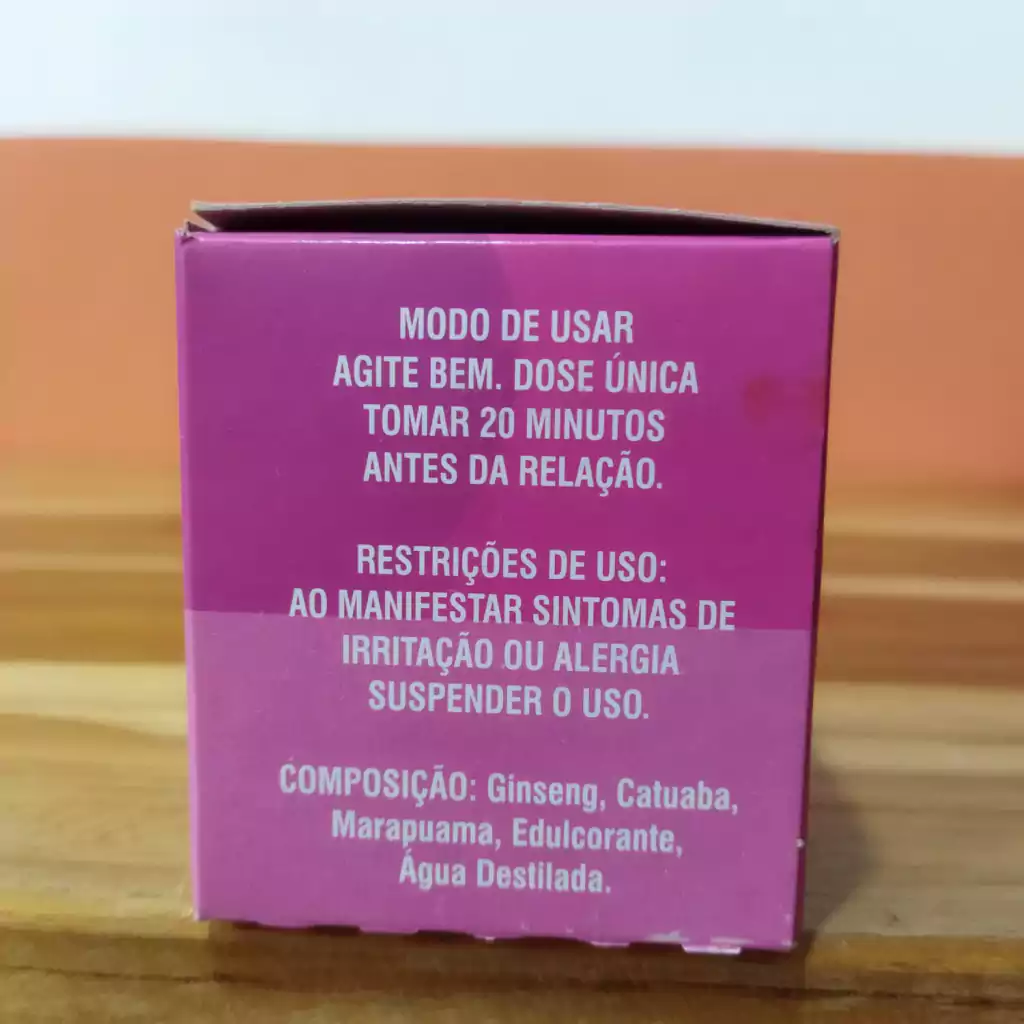 MODO DE USAR
AGITE BEM. DOSE ÚNICA
TOMAR 20 MINUTOS
ANTES DA RELAÇÃO.
RESTRIÇÕES DE USO:
AO MANIFESTAR SINTOMAS DE
IRRITAÇÃO OU ALERGIA
SUSPENDER O USO.
COMPOSIÇÃO: Ginseng, Catuaba,
Marapuama, Edulcorante,
Água Destilada.